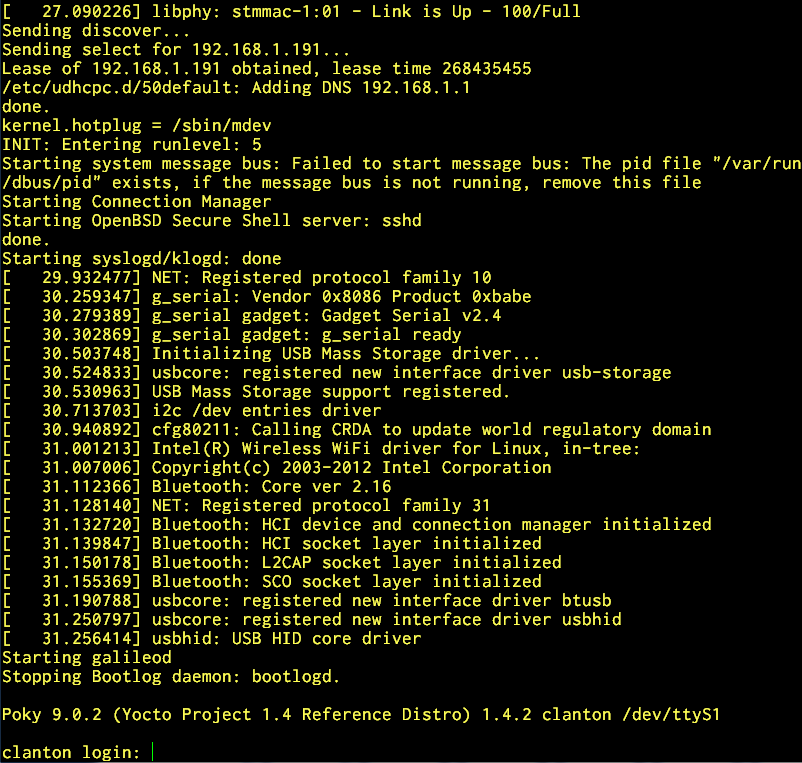 [   27.090226] libphy: stmmac-1:01 - Link is Up - 100/Full
Sending discover...
Sending select for 192.168.1.191...
Lease of 192.168.1.191 obtained, lease time 268435455
/etc/udhcpc.d/50default: Adding DNS 192.168.1.1
done.
kernel.hotplug = /sbin/mdev
INIT: Entering runlevel: 5
Starting system message bus: Failed to start message bus: The pid file "/var/run
/dbus/pid" exists, if the message bus is not running, remove this file
Starting Connection Manager
Starting OpenBSD Secure Shell server: sshd
done.
Starting syslogd/klogd: done
[   29.932477] NET: Registered protocol family 10
[   30.259347] g_serial: Vendor 0x8086 Product 0xbabe
[   30.279389] g_serial gadget: Gadget Serial v2.4
[   30.302869] g_serial gadget: g_serial ready
[   30.503748] Initializing USB Mass Storage driver...
[   30.524833] usbcore: registered new interface driver usb-storage
[   30.530963] USB Mass Storage support registered.
[   30.713703] i2c /dev entries driver
[   30.940892] cfg80211: Calling CRDA to update world regulatory domain
[   31.001213] Intel(R) Wireless WiFi driver for Linux, in-tree:
[   31.007006] Copyright(c) 2003-2012 Intel Corporation
[   31.112366] Bluetooth: Core ver 2.16
[   31.128140] NET: Registered protocol family 31
[   31.132720] Bluetooth: HCI device and connection manager initialized
[   31.139847] Bluetooth: HCI socket layer initialized
[   31.150178] Bluetooth: L2CAP socket layer initialized
[   31.155369] Bluetooth: SCO socket layer initialized
[   31.190788] usbcore: registered new interface driver btusb
[   31.250797] usbcore: registered new interface driver usbhid
[   31.256414] usbhid: USB HID core driver
Starting galileod
Stopping Bootlog daemon: bootlogd.
Poky 9.0.2 (Yocto Project 1.4 Reference Distro) 1.4.2 clanton /dev/ttyS1
clanton login: